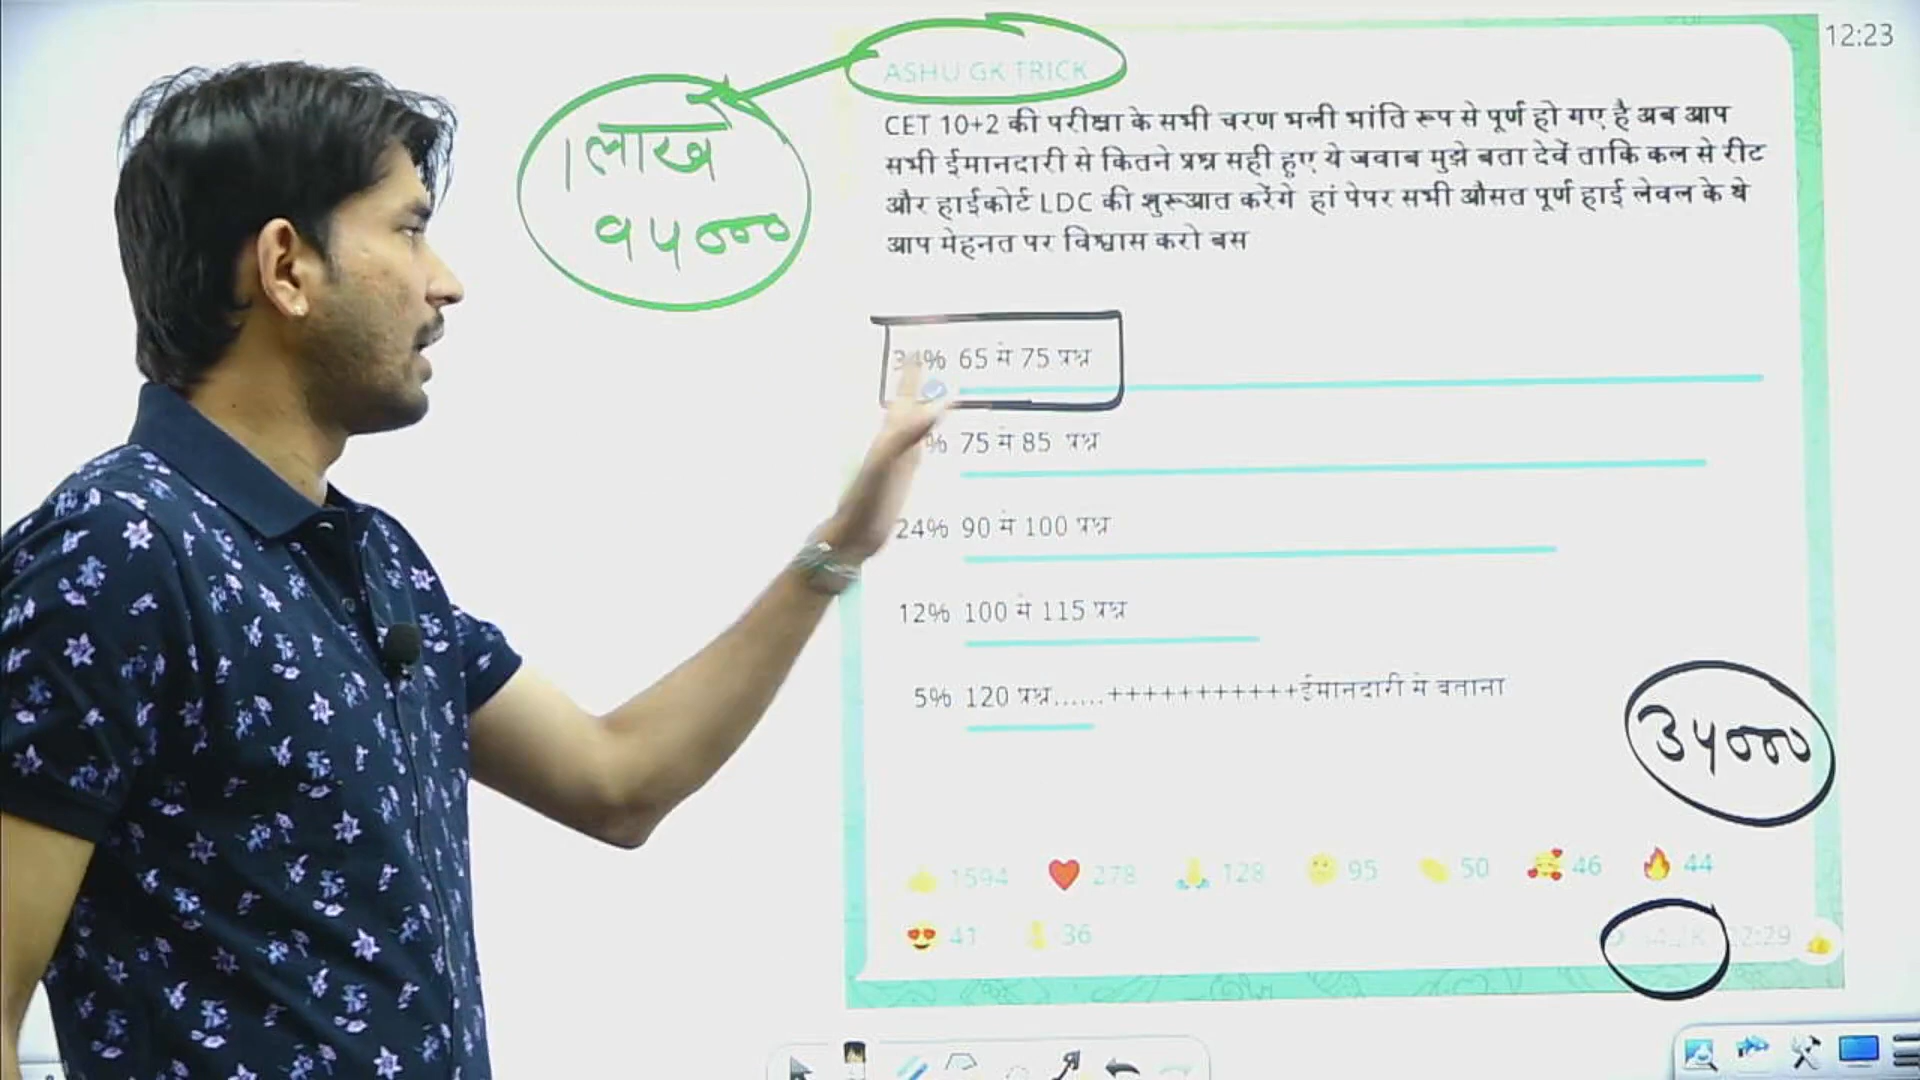 12:23
ASHU GK TRICK
1लाख
९५०००
CET 10+2 की परीक्षा के सभी चरण भली भांति रूप से पूर्ण हो गए है अब आप
सभी ईमानदारी से कितने प्रश्न सही हुए ये जवाब मुझे बता देवें ताकि कल से रीट
और हाईकोर्ट LDC की शुरूआत करेंगे हां पेपर सभी औसत पूर्ण हाई लेवल के थे
आप मेहनत पर विश्वास करो बस
34% 65 से 75 प्रश्न
% 75 से 85 प्रश्न
24% 90 से 100 प्रश्न
12% 100 से 115 प्रश्न
5% 120 प्रश्न......+++++++++++ईमानदारी से बताना
35000
1594 278 128 95 50 46 44
41 36